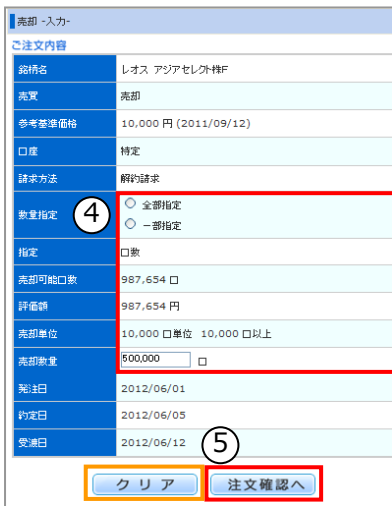 売却 -入力-
ご注文内容
銘柄名 レオス アジアセレクト株F
売買 売却
参考基準価格 10,000 円 (2011/09/12)
口座 特定
請求方法 解約請求
数量指定 ④ 全部指定
一部指定
指定 口数
売却可能口数 987,654 口
評価額 987,654 円
売却単位 10,000 口単位 10,000 口以上
売却数量 500,000 口
発注日 2012/06/01
約定日 2012/06/05
受渡日 2012/06/12
⑤
クリア 注文確認へ